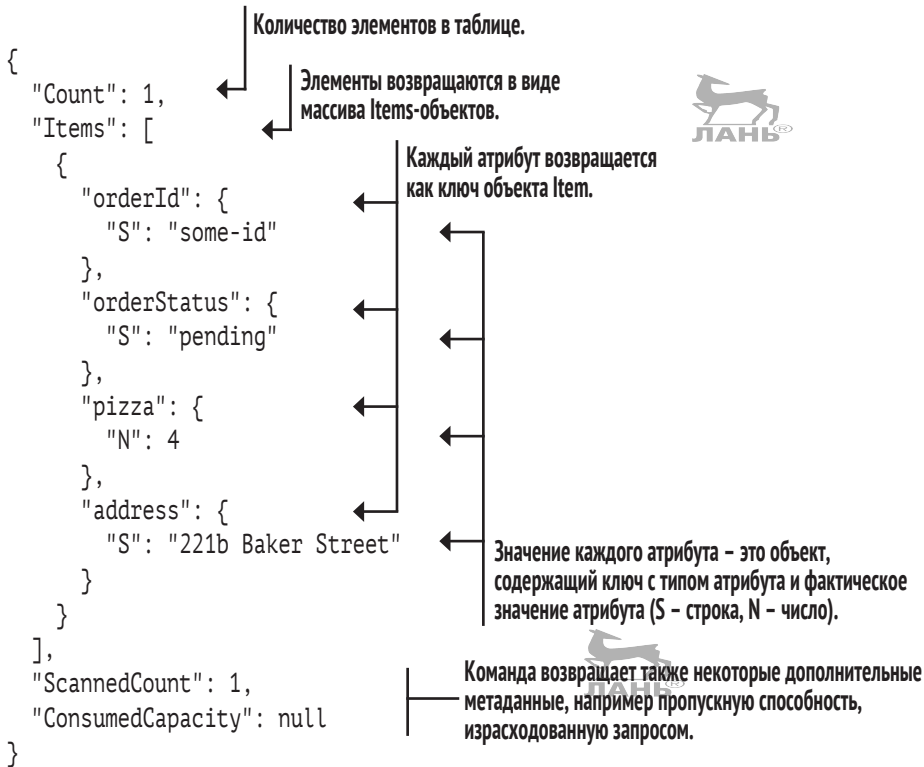 Количество элементов в таблице.
{
"Count": 1,
Элементы возвращаются в виде
массива Items-объектов.
"Items": [
ЛАНЬ®
{
Каждый атрибут возвращается
как ключ объекта Item.
"orderId": {
"S": "some-id"
},
"orderStatus": {
"S": "pending"
},
"pizza": {
"N": 4
},
"address": {
"S": "221b Baker Street"
Значение каждого атрибута – это объект,
содержащий ключ с типом атрибута и фактическое
значение атрибута (S – строка, N – число).
}
}
],
"ScannedCount": 1,
"ConsumedCapacity": null
Команда возвращает также некоторые дополнительные
метаданные, например пропускную способность,
израсходованную запросом.
ЛАНЬ®
}